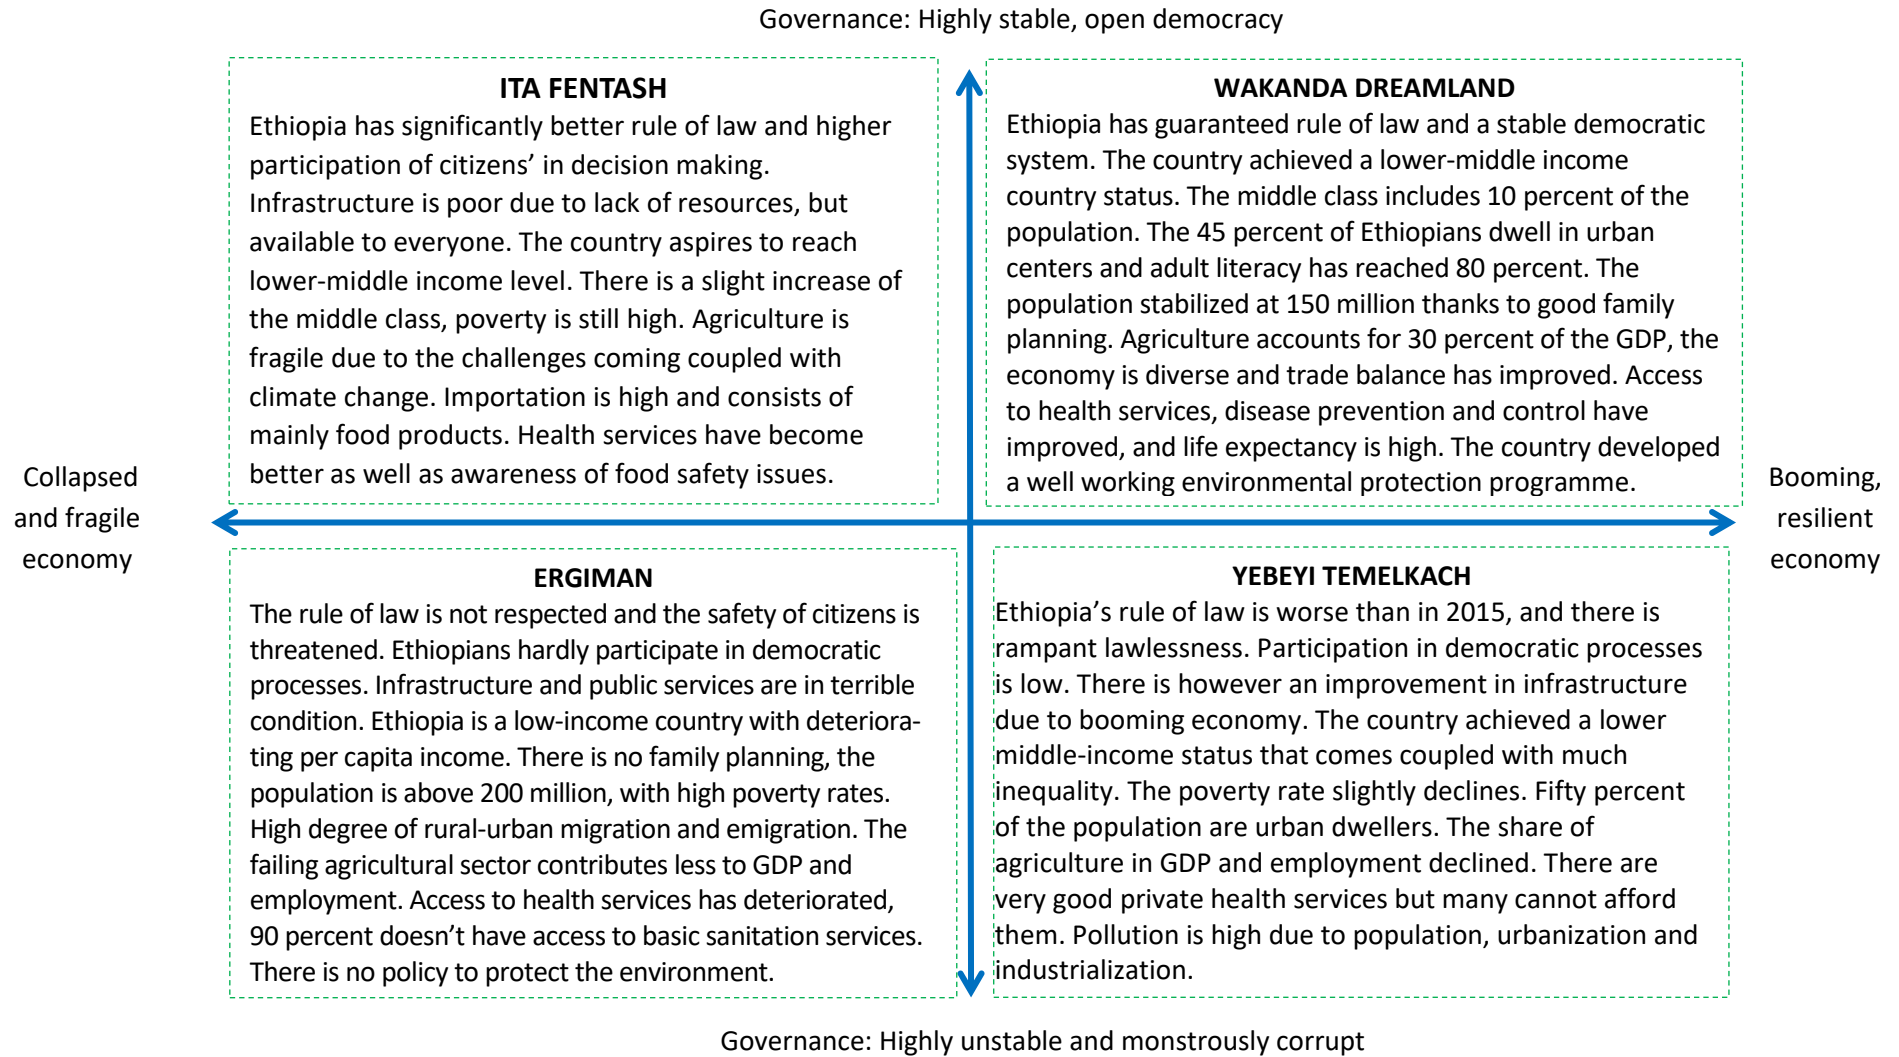 Governance: Highly stable, open democracy
ITA FENTASH
Ethiopia has significantly better rule of law and higher
participation of citizens’ in decision making.
Infrastructure is poor due to lack of resources, but
available to everyone. The country aspires to reach
lower-middle income level. There is a slight increase of
the middle class, poverty is still high. Agriculture is
fragile due to the challenges coming coupled with
climate change. Importation is high and consists of
mainly food products. Health services have become
better as well as awareness of food safety issues.
WAKANDA DREAMLAND
Ethiopia has guaranteed rule of law and a stable democratic
system. The country achieved a lower-middle income
country status. The middle class includes 10 percent of the
population. The 45 percent of Ethiopians dwell in urban
centers and adult literacy has reached 80 percent. The
population stabilized at 150 million thanks to good family
planning. Agriculture accounts for 30 percent of the GDP, the
economy is diverse and trade balance has improved. Access
to health services, disease prevention and control have
improved, and life expectancy is high. The country developed
a well working environmental protection programme.
Collapsed
and fragile
economy
Booming,
resilient
economy
ERGIMAN
The rule of law is not respected and the safety of citizens is
threatened. Ethiopians hardly participate in democratic
processes. Infrastructure and public services are in terrible
condition. Ethiopia is a low-income country with deteriora-
ting per capita income. There is no family planning, the
population is above 200 million, with high poverty rates.
High degree of rural-urban migration and emigration. The
failing agricultural sector contributes less to GDP and
employment. Access to health services has deteriorated,
90 percent doesn’t have access to basic sanitation services.
There is no policy to protect the environment.
YEBEYI TEMELKACH
Ethiopia’s rule of law is worse than in 2015, and there is
rampant lawlessness. Participation in democratic processes
is low. There is however an improvement in infrastructure
due to booming economy. The country achieved a lower
middle-income status that comes coupled with much
inequality. The poverty rate slightly declines. Fifty percent
of the population are urban dwellers. The share of
agriculture in GDP and employment declined. There are
very good private health services but many cannot afford
them. Pollution is high due to population, urbanization and
industrialization.
Governance: Highly unstable and monstrously corrupt